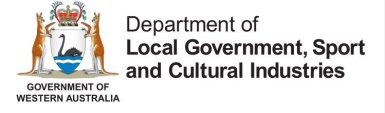 Department of
Local Government, Sport
and Cultural Industries
GOVERNMENT OF
WESTERN AUSTRALIA